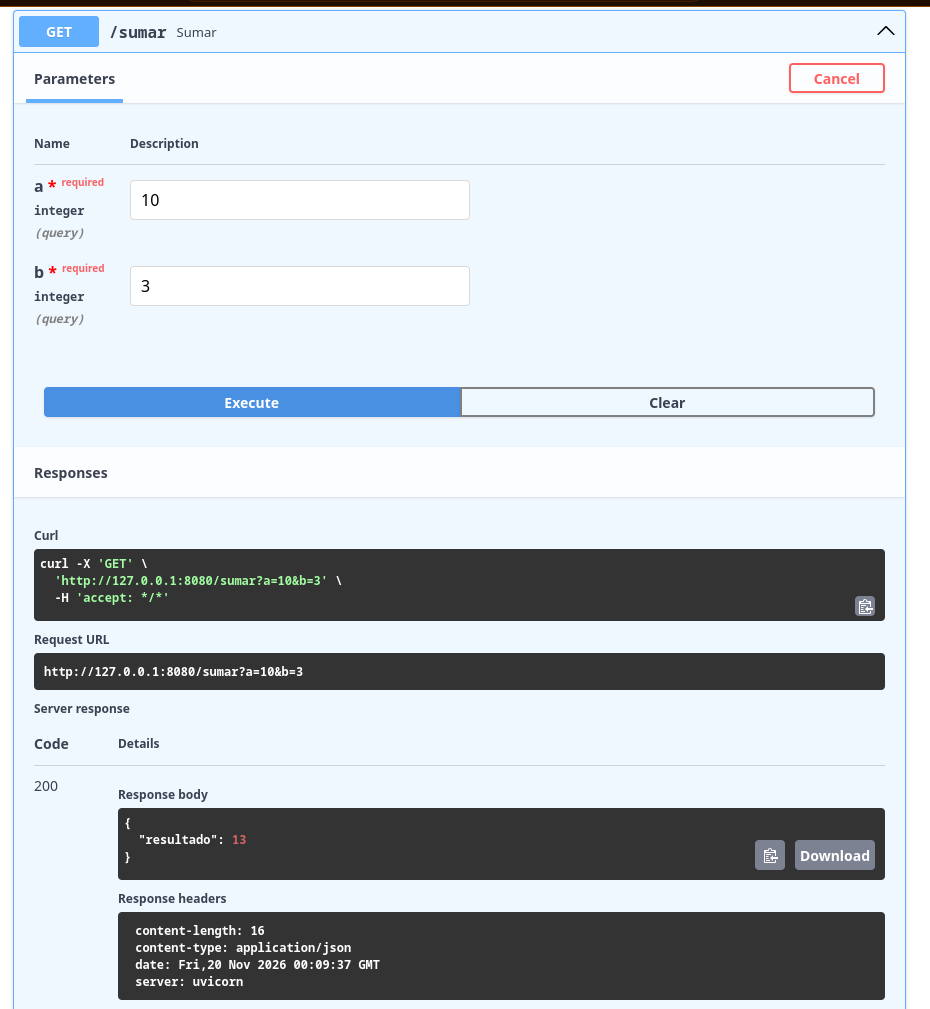 GET /sumar Sumar
Parameters
Cancel
Name Description
a * required
integer
(query)
10
b * required
integer
(query)
3
Execute Clear
Responses
Curl
curl -X 'GET' \
'http://127.0.0.1:8080/sumar?a=10&b=3' \
-H 'accept: */*'
Request URL
http://127.0.0.1:8080/sumar?a=10&b=3
Server response
Code Details
200
Response body
{
"resultado": 13
}
Download
Response headers
content-length: 16
content-type: application/json
date: Fri,20 Nov 2026 00:09:37 GMT
server: uvicorn